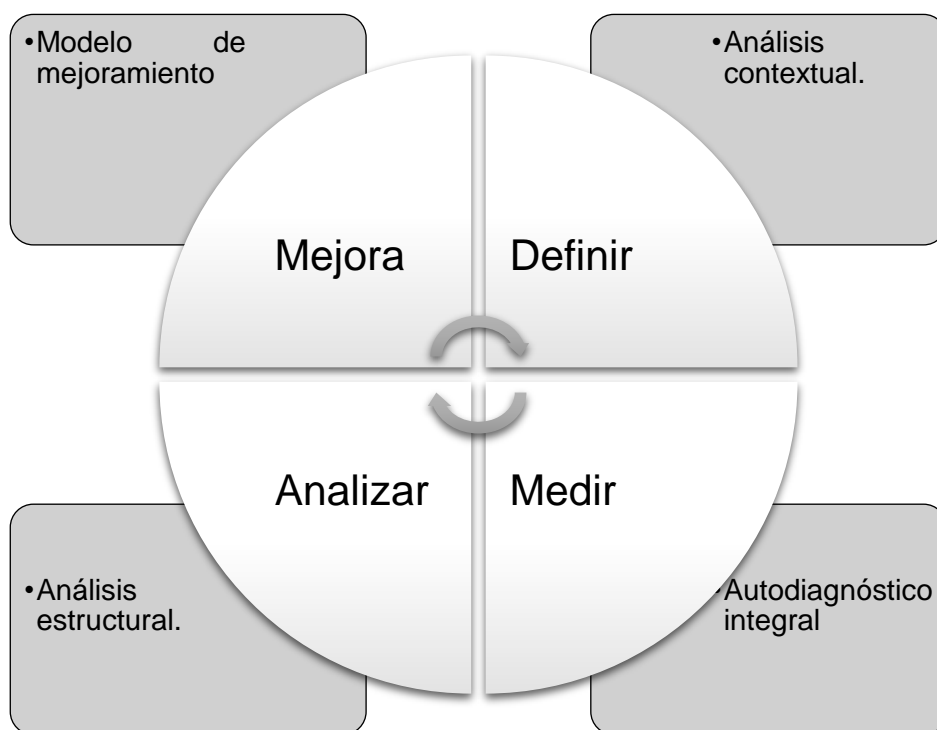 •Modelo de
mejoramiento
•Análisis
contextual.
Mejora
Definir
Analizar
Medir
•Análisis
estructural.
•Autodiagnóstico
integral